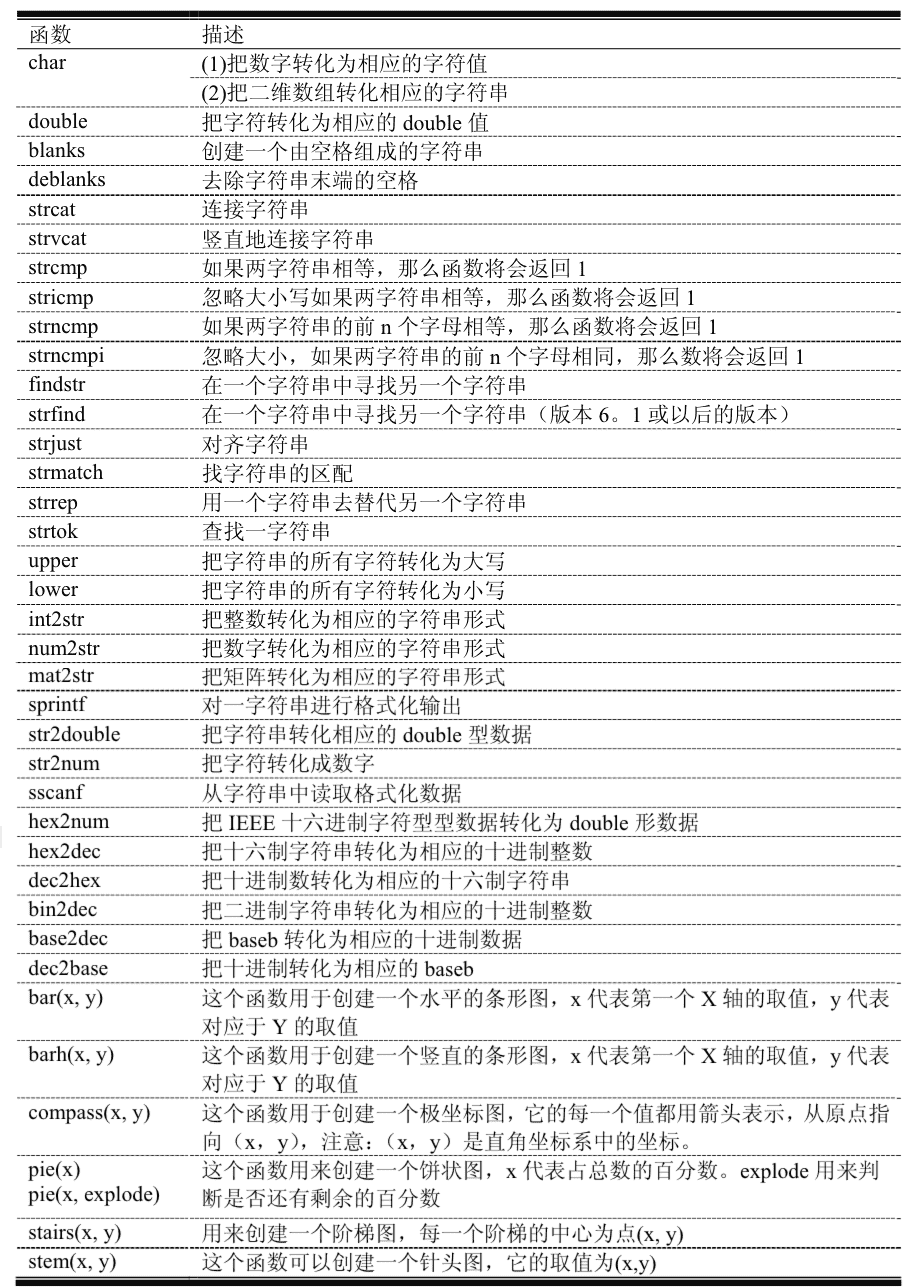 函数 描述
char (1)把数字转化为相应的字符值
(2)把二维数组转化相应的字符串
double 把字符转化为相应的 double 值
blanks 创建一个由空格组成的字符串
deblanks 去除字符串末端的空格
strcat 连接字符串
strvcat 竖直地连接字符串
strcmp 如果两字符串相等，那么函数将会返回 1
stricmp 忽略大小写如果两字符串相等，那么函数将会返回 1
strncmp 如果两字符串的前 n 个字母相等，那么函数将会返回 1
strncmpi 忽略大小，如果两字符串的前 n 个字母相同，那么数将会返回 1
findstr 在一个字符串中寻找另一个字符串
strfind 在一个字符串中寻找另一个字符串（版本 6。1 或以后的版本）
strjust 对齐字符串
strmatch 找字符串的区配
strrep 用一个字符串去替代另一个字符串
strtok 查找一字符串
upper 把字符串的所有字符转化为大写
lower 把字符串的所有字符转化为小写
int2str 把整数转化为相应的字符串形式
num2str 把数字转化为相应的字符串形式
mat2str 把矩阵转化为相应的字符串形式
sprintf 对一字符串进行格式化输出
str2double 把字符串转化相应的 double 型数据
str2num 把字符转化成数字
sscanf 从字符串中读取格式化数据
hex2num 把 IEEE 十六进制字符型型数据转化为 double 形数据
hex2dec 把十六制字符串转化为相应的十进制整数
dec2hex 把十进制数转化为相应的十六制字符串
bin2dec 把二进制字符串转化为相应的十进制整数
base2dec 把 baseb 转化为相应的十进制数据
dec2base 把十进制转化为相应的 baseb
bar(x, y) 这个函数用于创建一个水平的条形图，x 代表第一个 X 轴的取值，y 代表
对应于 Y 的取值
barh(x, y) 这个函数用于创建一个竖直的条形图，x 代表第一个 X 轴的取值，y 代表
对应于 Y 的取值
compass(x, y) 这个函数用于创建一个极坐标图，它的每一个值都用箭头表示，从原点指
向（x，y），注意：（x，y）是直角坐标系中的坐标。
pie(x) 这个函数用来创建一个饼状图，x 代表占总数的百分数。explode 用来判
pie(x, explode) 断是否还有剩余的百分数
stairs(x, y) 用来创建一个阶梯图，每一个阶梯的中心为点(x, y)
stem(x, y) 这个函数可以创建一个针头图，它的取值为(x,y)